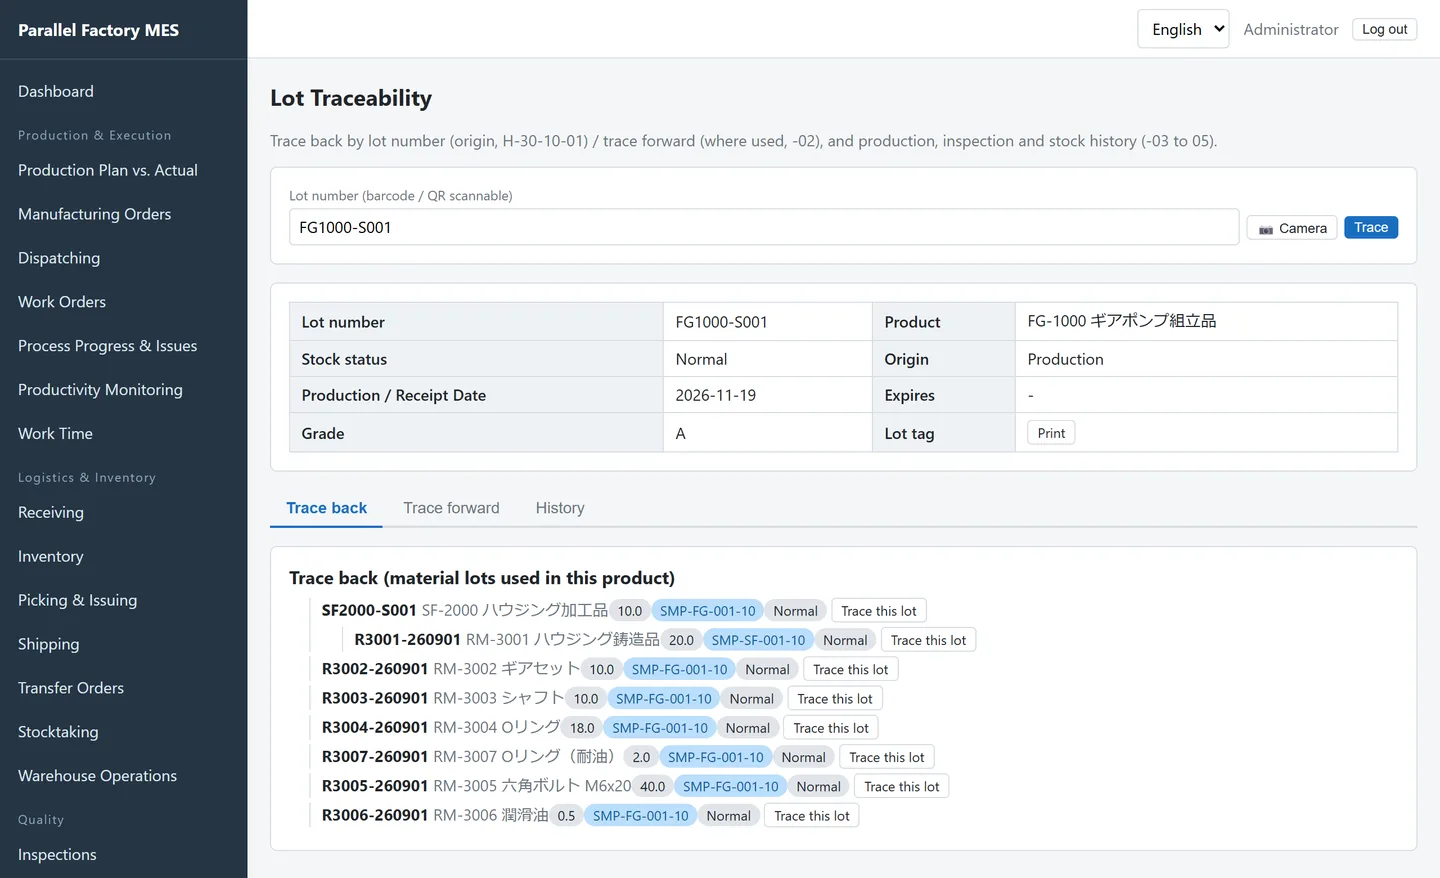 Parallel Factory MES
English
Administrator
Log out
Dashboard
Production & Execution
Production Plan vs. Actual
Manufacturing Orders
Dispatching
Work Orders
Process Progress & Issues
Productivity Monitoring
Work Time
Logistics & Inventory
Receiving
Inventory
Picking & Issuing
Shipping
Transfer Orders
Stocktaking
Warehouse Operations
Quality
Inspections
Lot Traceability
Trace back by lot number (origin, H-30-10-01) / trace forward (where used, -02), and production, inspection and stock history (-03 to 05).
Lot number (barcode / QR scannable)
FG1000-S001 Camera Trace
Lot number FG1000-S001 Product FG-1000 ギアポンプ組立品
Stock status Normal Origin Production
Production / Receipt Date 2026-11-19 Expires -
Grade A Lot tag Print
Trace back Trace forward History
Trace back (material lots used in this product)
SF2000-S001 SF-2000 ハウジング加工品 10.0 SMP-FG-001-10 Normal Trace this lot
R3001-260901 RM-3001 ハウジング鋳造品 20.0 SMP-SF-001-10 Normal Trace this lot
R3002-260901 RM-3002 ギアセット 10.0 SMP-FG-001-10 Normal Trace this lot
R3003-260901 RM-3003 シャフト 10.0 SMP-FG-001-10 Normal Trace this lot
R3004-260901 RM-3004 Oリング 18.0 SMP-FG-001-10 Normal Trace this lot
R3007-260901 RM-3007 Oリング（耐油） 2.0 SMP-FG-001-10 Normal Trace this lot
R3005-260901 RM-3005 六角ボルト M6x20 40.0 SMP-FG-001-10 Normal Trace this lot
R3006-260901 RM-3006 潤滑油 0.5 SMP-FG-001-10 Normal Trace this lot